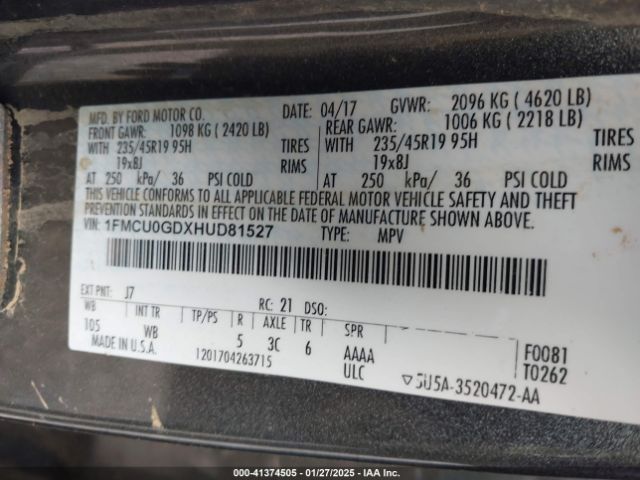 MFD. BY FORD MOTOR CO. DATE: 04/17 GVWR: 2096 KG ( 4620 LB)
FRONT GAWR: 1098 KG ( 2420 LB) REAR GAWR: 1006 KG ( 2218 LB)
WITH 235/45R19 95H TIRES WITH 235/45R19 95H TIRES
19x8J RIMS 19x8J RIMS
AT 250 kPa/ 36 PSI COLD AT 250 kPa/ 36 PSI COLD
THIS VEHICLE CONFORMS TO ALL APPLICABLE FEDERAL MOTOR VEHICLE SAFETY AND THEFT
PREVENTION STANDARDS IN EFFECT ON THE DATE OF MANUFACTURE SHOWN ABOVE.
VIN: 1FMCU0GDXHUD81527 TYPE: MPV
EXT PNT: J7 RC: 21 DSO:
WB INT TR TP/PS R AXLE TR SPR
105 WB 5 3C 6 AAAA F0081
MADE IN U.S.A. 1201704263715 ULC T0262
5U5A-3520472-AA
000-41374505 — 01/27/2025 - IAA Inc.